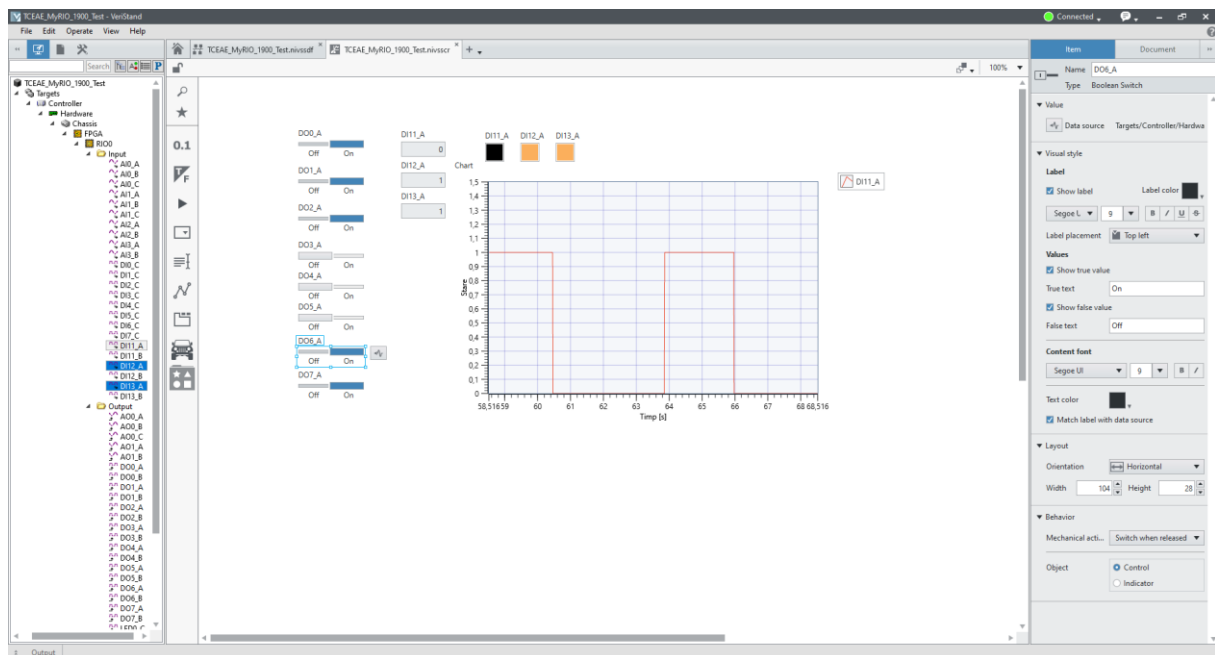 TCEAE_MyRIO_1900_Test - VeriStand
Connected
File Edit Operate View Help
TCEAE_MyRIO_1900_Test.nivssdf *
TCEAE_MyRIO_1900_Test.nivsscr *
Search
100%
TCEAE_MyRIO_1900_Test
Targets
Controller
Hardware
Chassis
FPGA
RIO0
Input
AI0_A
AI0_B
AI0_C
AI1_A
AI1_B
AI1_C
AI2_A
AI2_B
AI3_A
AI3_B
DI0_C
DI1_C
DI2_C
DI3_C
DI4_C
DI5_C
DI6_C
DI7_C
DI11_A
DI11_B
DI12_A
DI12_B
DI13_A
DI13_B
Output
AO0_A
AO0_B
AO0_C
AO1_A
AO1_B
DO0_A
DO0_B
DO1_A
DO1_B
DO2_A
DO2_B
DO3_A
DO3_B
DO4_A
DO4_B
DO5_A
DO5_B
DO6_A
DO6_B
DO7_A
DO7_B
LED0_C
0.1
T F
DO0_A
Off On
DO1_A
Off On
DO2_A
Off On
DO3_A
Off On
DO4_A
Off On
DO5_A
Off On
DO6_A
Off On
DO7_A
Off On
DI11_A
0
DI12_A
1
DI13_A
1
DI11_A DI12_A DI13_A
Chart
DI11_A
1,5
1,4
1,3
1,2
1,1
1
0,8
0,6
0,5
0,4
0,3
0,2
0,1
0
Stare
58,51659 60 61 62 63 64 65 66 67 68 68,516
Timp [s]
Item Document
Name DO6_A
Type Boolean Switch
Value
Data source Targets/Controller/Hardwa
Visual style
Label
Show label Label color
Segoe U 9 B I U S
Label placement Top left
Values
Show true value
True text On
Show false value
False text Off
Content font
Segoe UI 9 B I
Text color
Match label with data source
Layout
Orientation Horizontal
Width 104 Height 28
Behavior
Mechanical acti... Switch when released
Object Control
Indicator
Output